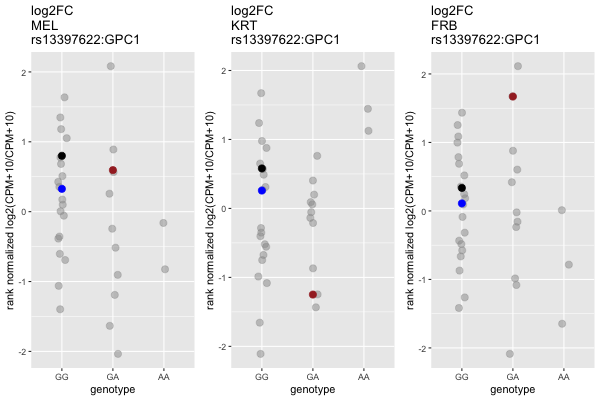 log2FC
MEL
rs13397622:GPC1
rank normalized log2(CPM+10/CPM+10)
2
1
0
-1
-2
GG
GA
AA
genotype
log2FC
KRT
rs13397622:GPC1
rank normalized log2(CPM+10/CPM+10)
2
1
0
-1
-2
GG
GA
AA
genotype
log2FC
FRB
rs13397622:GPC1
rank normalized log2(CPM+10/CPM+10)
2
1
0
-1
-2
GG
GA
AA
genotype